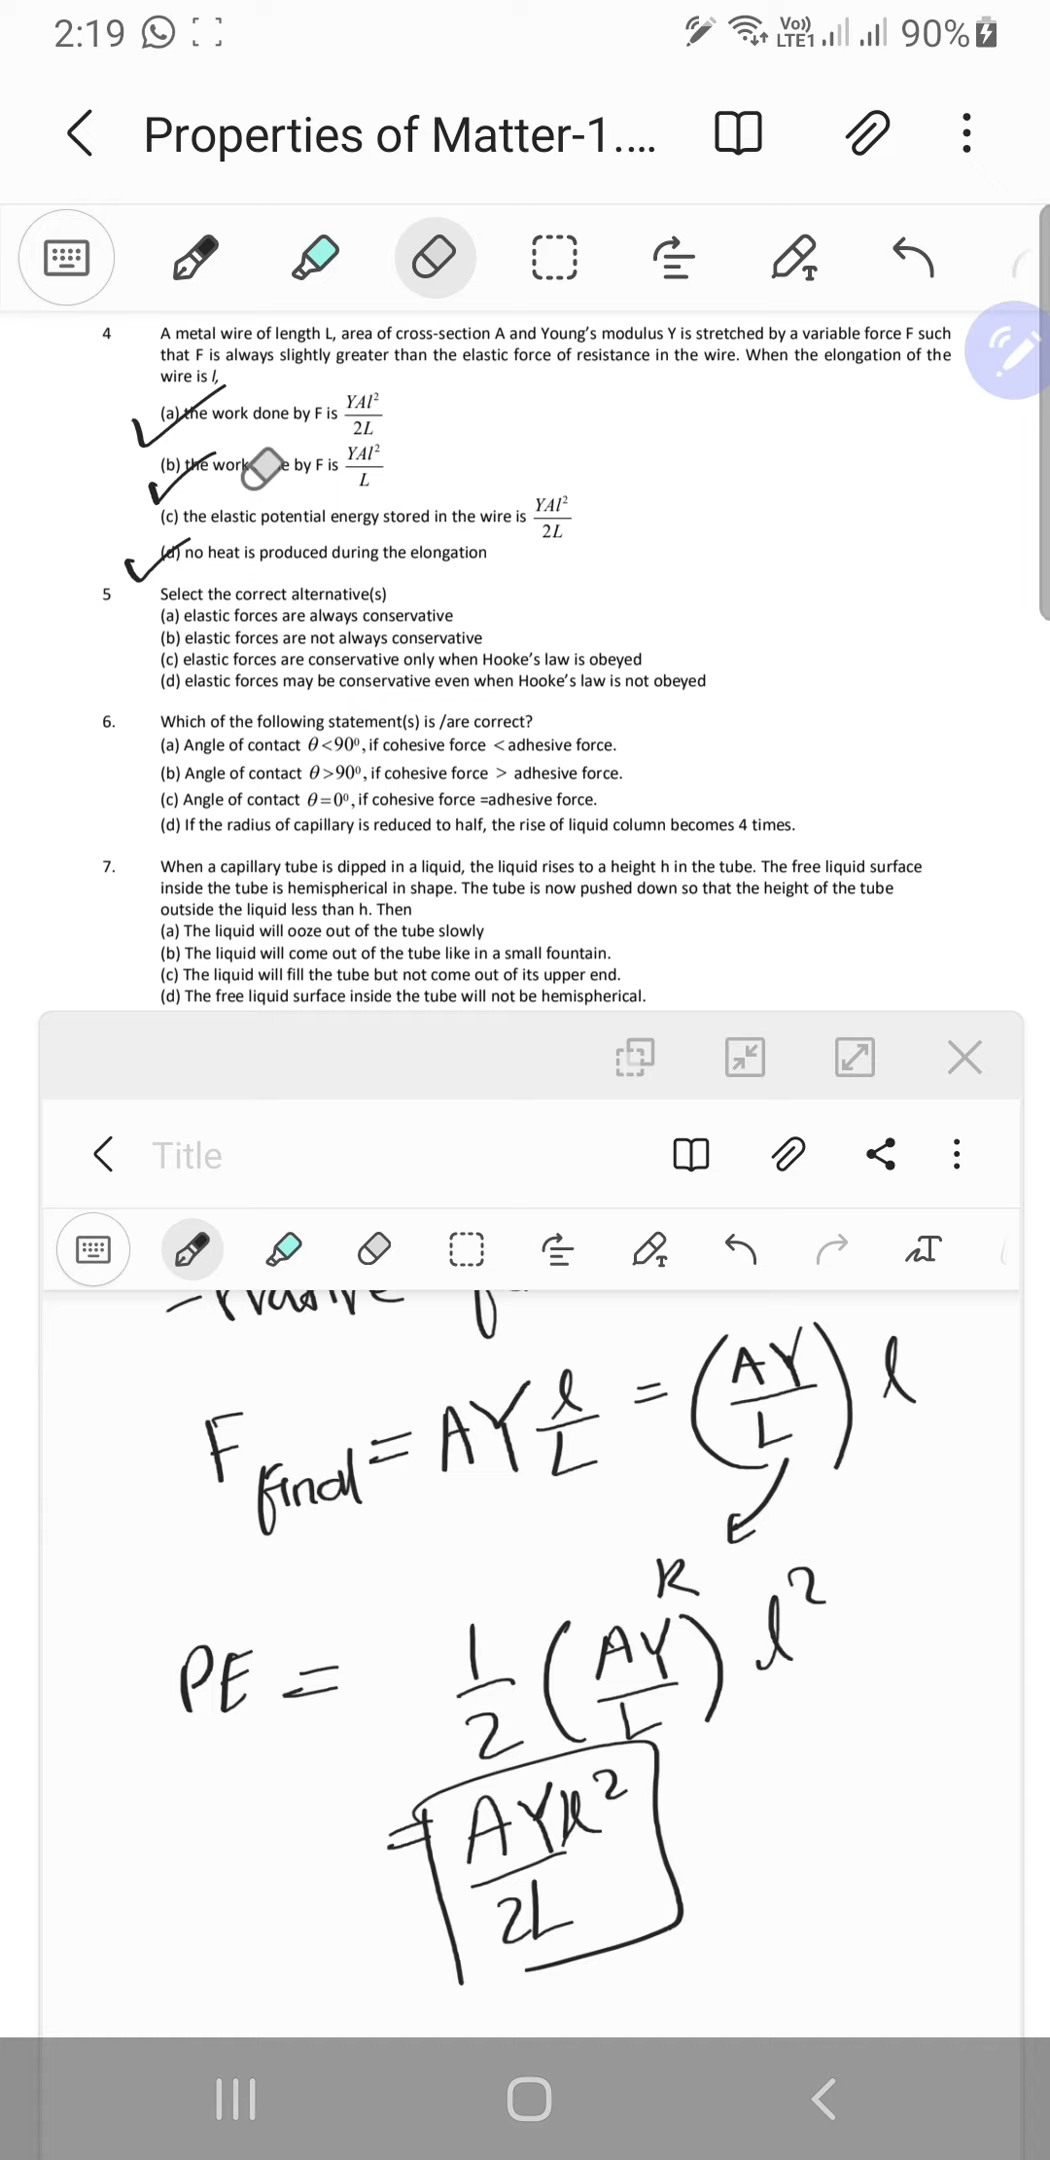 2:19
Vo)) LTE1 90%
Properties of Matter-1....
4 A metal wire of length L, area of cross-section A and Young's modulus Y is stretched by a variable force F such
that F is always slightly greater than the elastic force of resistance in the wire. When the elongation of the
wire is l,
(a) the work done by F is YAl²/2L
(b) the work e by F is YAl²/L
(c) the elastic potential energy stored in the wire is YAl²/2L
(d) no heat is produced during the elongation
5 Select the correct alternative(s)
(a) elastic forces are always conservative
(b) elastic forces are not always conservative
(c) elastic forces are conservative only when Hooke's law is obeyed
(d) elastic forces may be conservative even when Hooke's law is not obeyed
6. Which of the following statement(s) is /are correct?
(a) Angle of contact θ<90⁰, if cohesive force < adhesive force.
(b) Angle of contact θ>90⁰, if cohesive force > adhesive force.
(c) Angle of contact θ=0⁰, if cohesive force =adhesive force.
(d) If the radius of capillary is reduced to half, the rise of liquid column becomes 4 times.
7. When a capillary tube is dipped in a liquid, the liquid rises to a height h in the tube. The free liquid surface
inside the tube is hemispherical in shape. The tube is now pushed down so that the height of the tube
outside the liquid less than h. Then
(a) The liquid will ooze out of the tube slowly
(b) The liquid will come out of the tube like in a small fountain.
(c) The liquid will fill the tube but not come out of its upper end.
(d) The free liquid surface inside the tube will not be hemispherical.
Title
F final = AY l/L = (AY/L) l
K
PE = 1/2 (AY/L) l²
= AYl²/2L